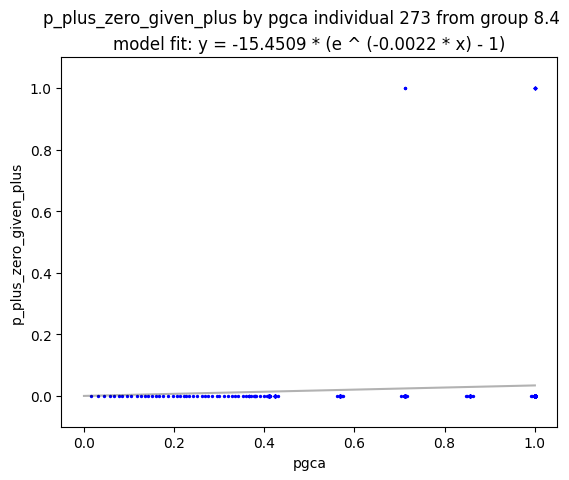 p_plus_zero_given_plus by pgca individual 273 from group 8.4
model fit: y = -15.4509 * (e ^ (-0.0022 * x) - 1)
1.0
0.8
0.6
0.4
0.2
0.0
p_plus_zero_given_plus
0.0 0.2 0.4 0.6 0.8 1.0
pgca